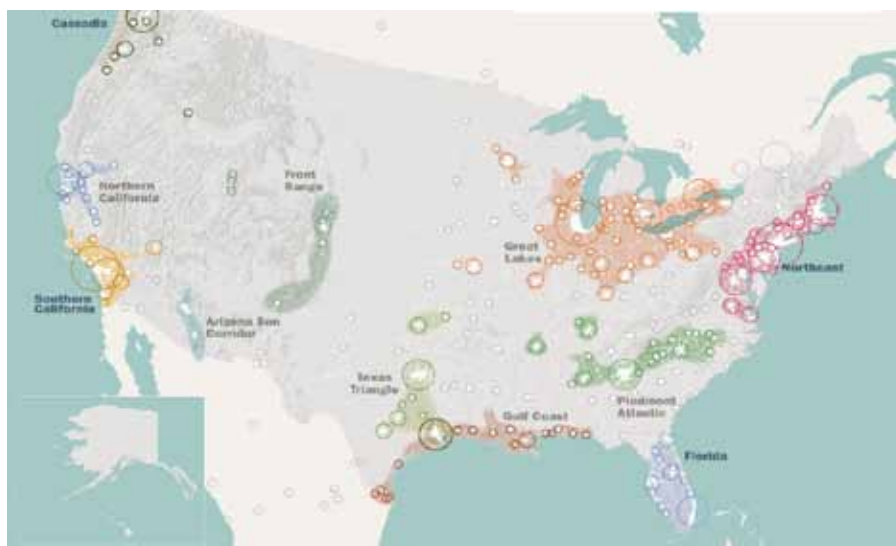 Cascadia
Northern
California
Front
Range
Great
Lakes
Northeast
Southern
California
Arizona Sun
Corridor
Texas
Triangle
Gulf Coast
Piedmont
Atlantic
Florida